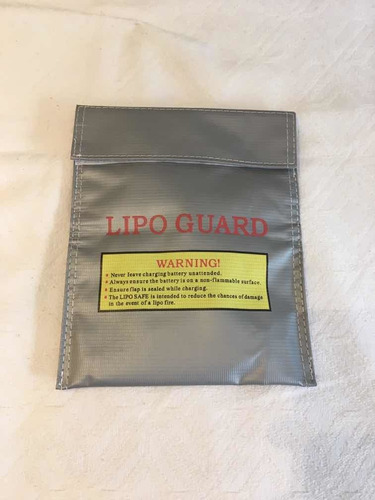 LIPO GUARD
WARNING!
Never leave charging battery unattended.
Always ensure the battery is on a non-flammable surface.
Ensure flap is sealed while charging.
The LIPO SAFE is intended to reduce the chances of damage
in the event of a lipo fire.